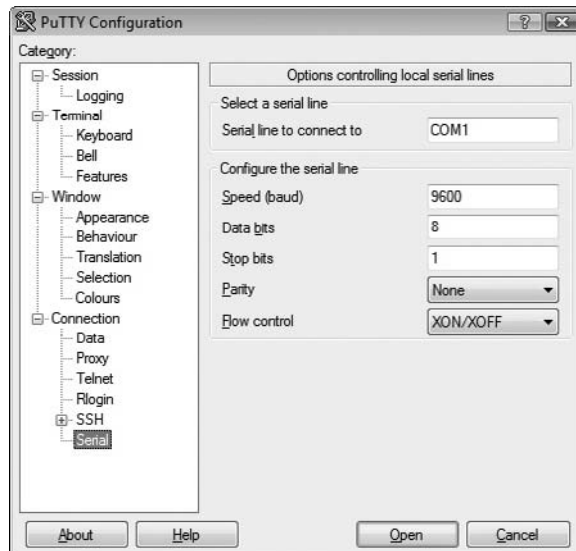 PuTTY Configuration
Category:
Session
Logging
Terminal
Keyboard
Bell
Features
Window
Appearance
Behaviour
Translation
Selection
Colours
Connection
Data
Proxy
Telnet
Rlogin
SSH
Serial
Options controlling local serial lines
Select a serial line
Serial line to connect to COM1
Configure the serial line
Speed (baud) 9600
Data bits 8
Stop bits 1
Parity None
Flow control XON/XOFF
About Help Open Cancel